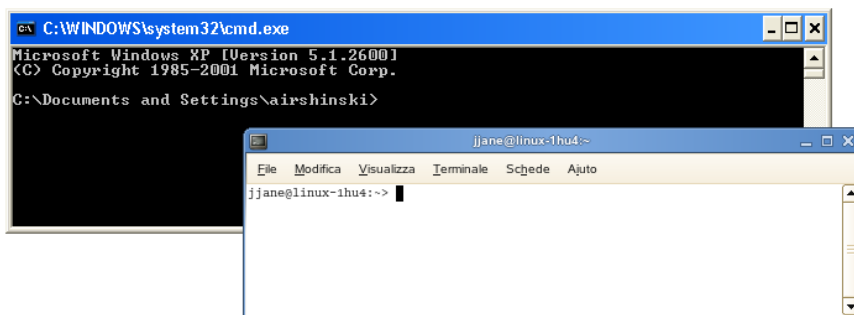 C:\WINDOWS\system32\cmd.exe
Microsoft Windows XP [Version 5.1.2600]
(C) Copyright 1985-2001 Microsoft Corp.
C:\Documents and Settings\airshinski>
jjane@linux-1hu4:~
File Modifica Visualizza Terminale Schede Aiuto
jjane@linux-1hu4:~>